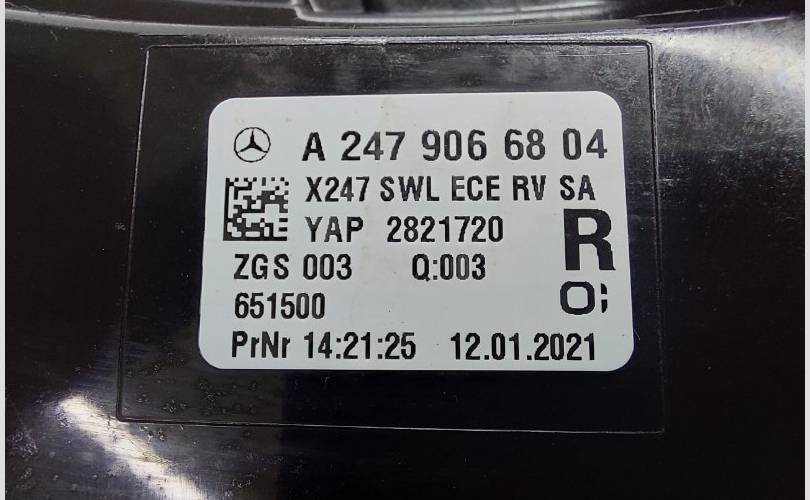 A 247 906 68 04
X247 SWL ECE RV SA
YAP 2821720
R
ZGS 003 Q:003
651500
PrNr 14:21:25 12.01.2021